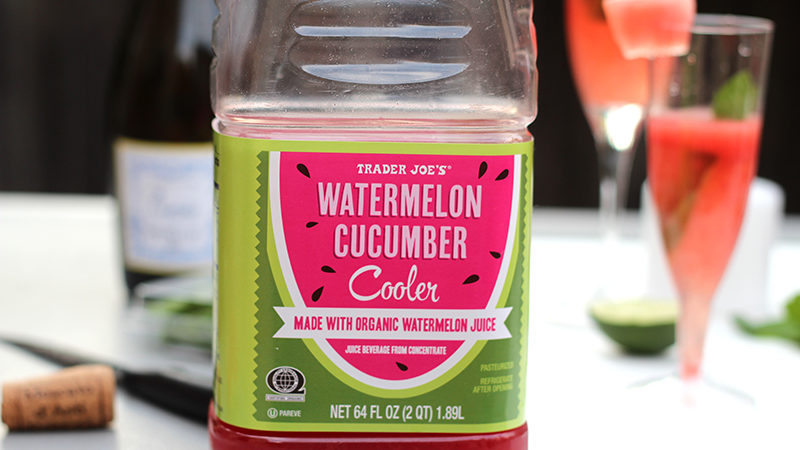 TRADER JOE'S®
WATERMELON
CUCUMBER
Cooler
MADE WITH ORGANIC WATERMELON JUICE
JUICE BEVERAGE FROM CONCENTRATE
PASTEURIZED
REFRIGERATE
AFTER OPENING
U PAREVE
NET 64 FL OZ (2 QT) 1.89L